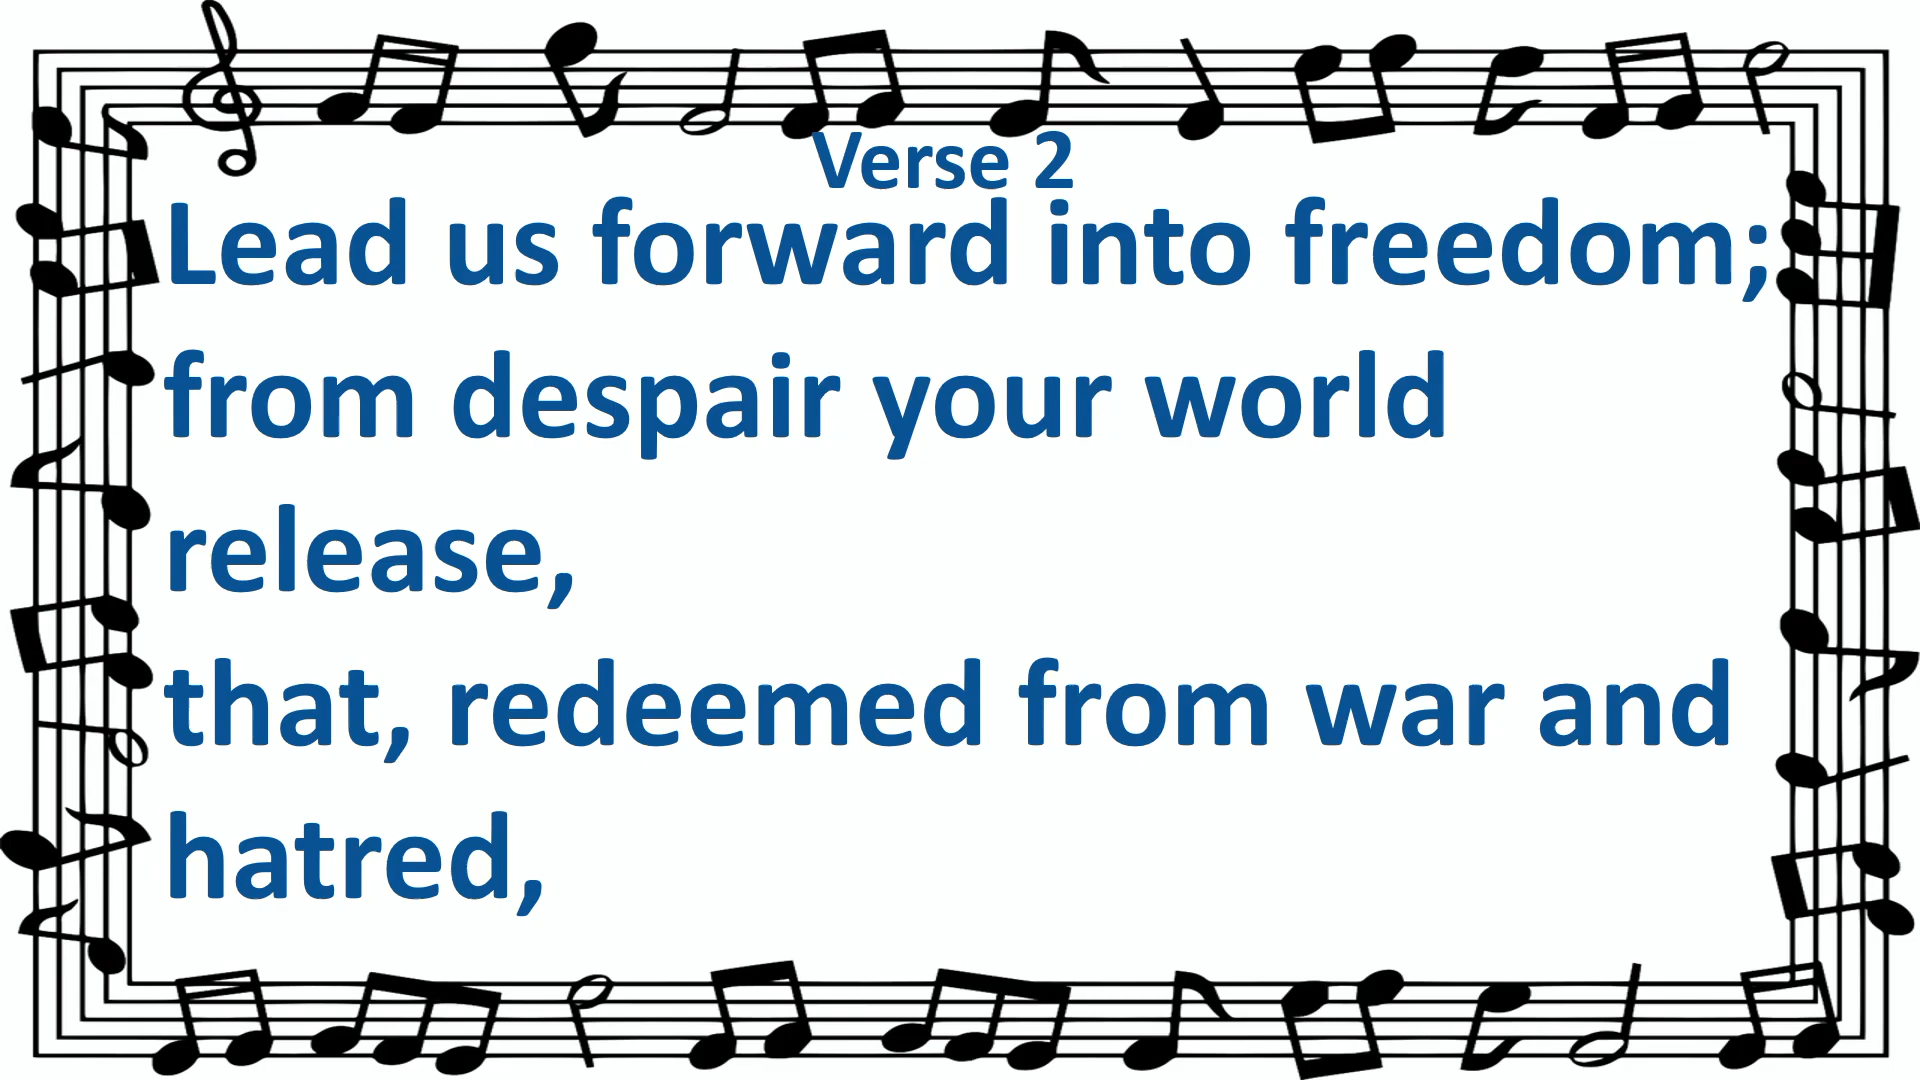 Verse 2
Lead us forward into freedom;
from despair your world
release,
that, redeemed from war and
hatred,